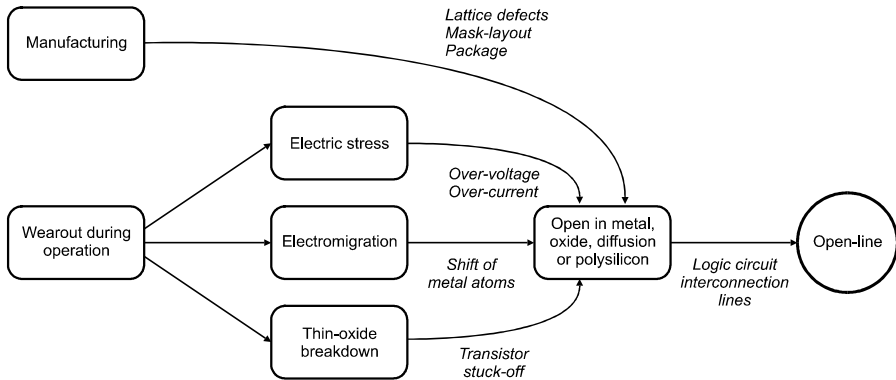 Manufacturing
Lattice defects
Mask-layout
Package
Electric stress
Over-voltage
Over-current
Wearout during
operation
Electromigration
Shift of
metal atoms
Open in metal,
oxide, diffusion
or polysilicon
Logic circuit
interconnection
lines
Open-line
Thin-oxide
breakdown
Transistor
stuck-off